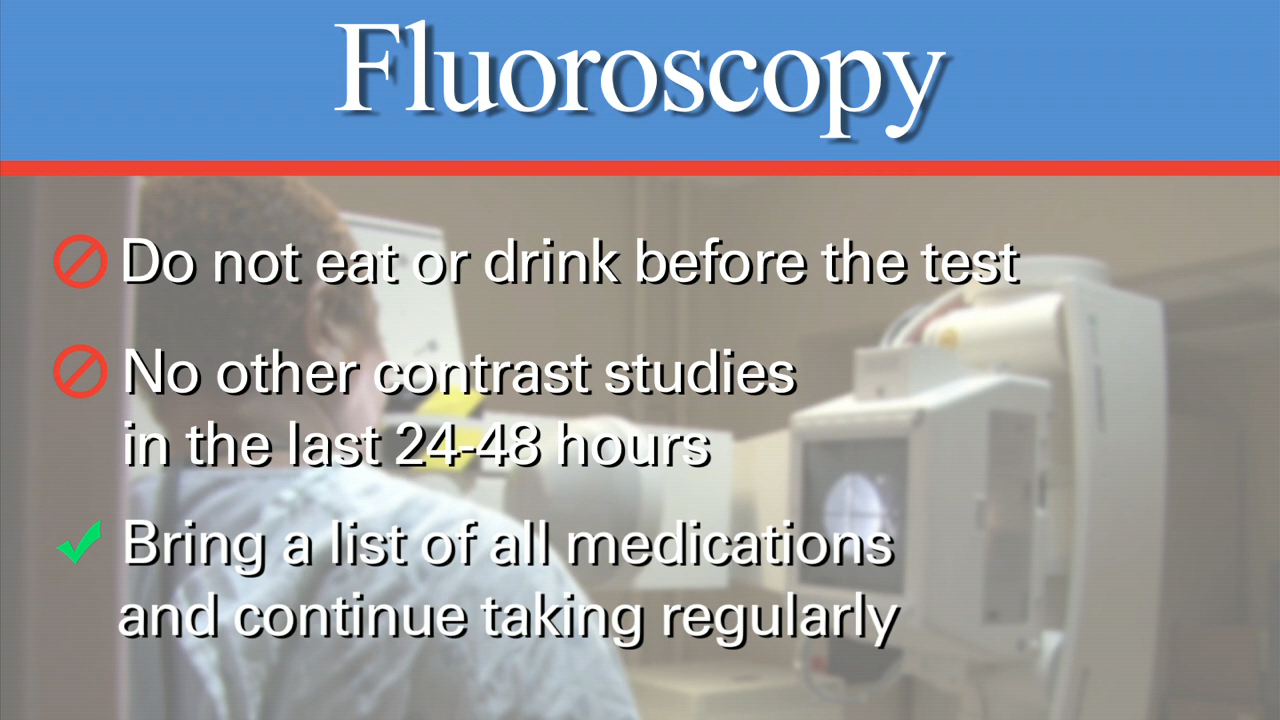 Fluoroscopy
Do not eat or drink before the test
No other contrast studies
in the last 24-48 hours
Bring a list of all medications
and continue taking regularly